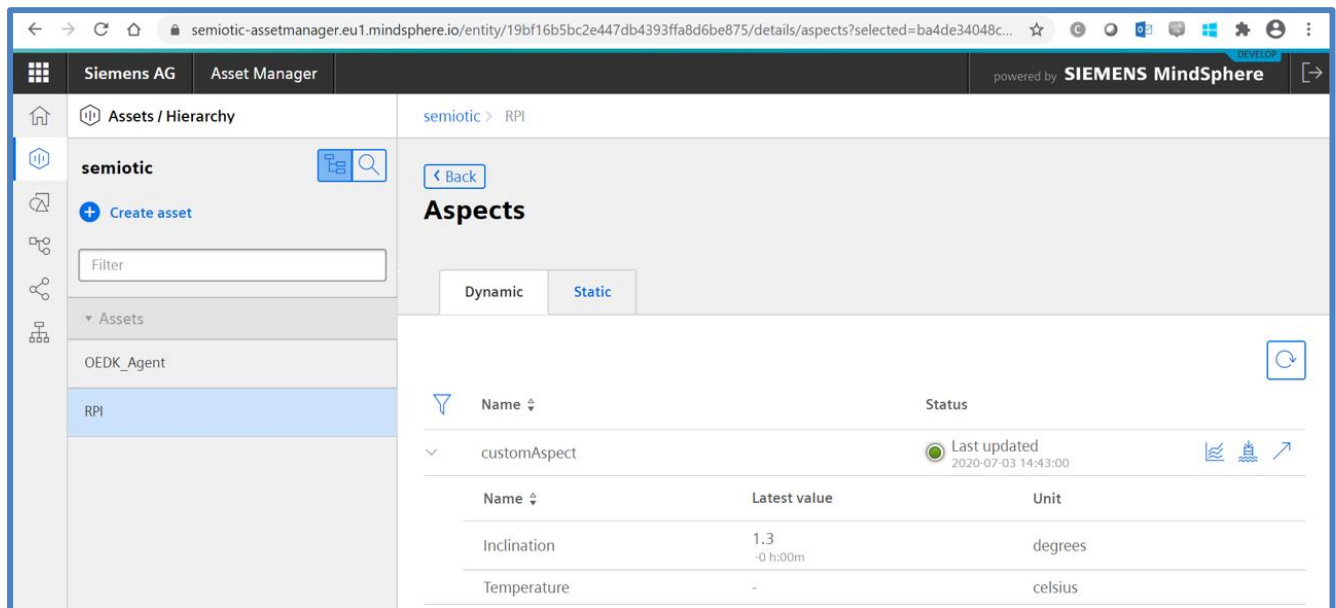 semiotic-assetmanager.eu1.mindsphere.io/entity/19bf16b5bc2e447db4393ffa8d6be875/details/aspects?selected=ba4de34048c...
DEVELOP
Siemens AG Asset Manager powered by SIEMENS MindSphere
Assets / Hierarchy
semiotic > RPI
semiotic
Back
Create asset
Aspects
Filter
Dynamic Static
Assets
OEDK_Agent
RPI
Name Status
customAspect Last updated
2020-07-03 14:43:00
Name Latest value Unit
Inclination 1.3 degrees
-0 h:00m
Temperature - celsius